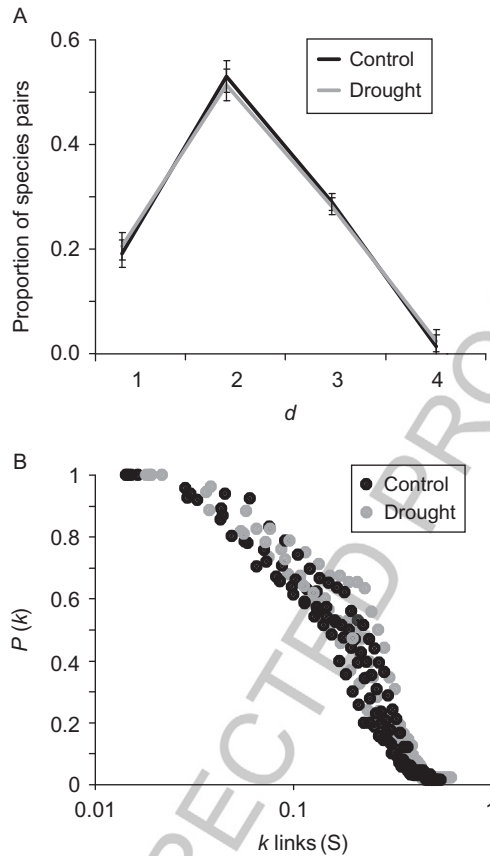 A
Proportion of species pairs
0.6
0.4
0.2
0.0
Control
Drought
1 2 3 4
d
B
P (k)
1
0.8
0.6
0.4
0.2
0
Control
Drought
0.01 0.1 1
k links (S)